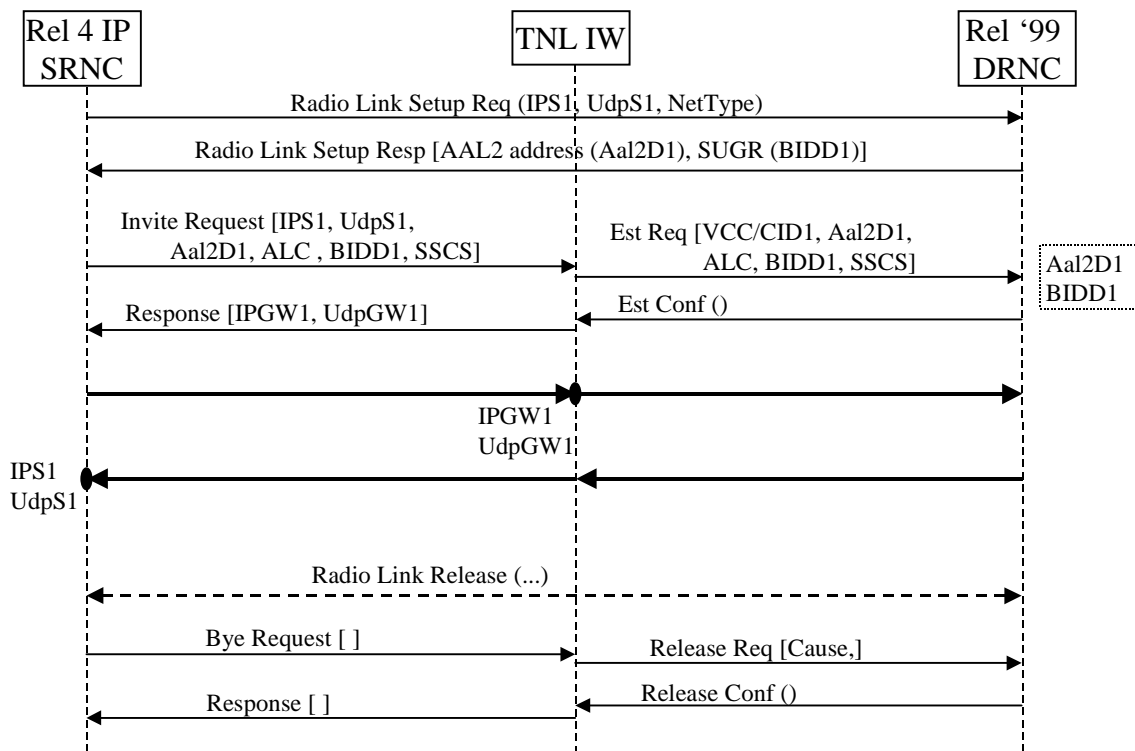 Rel 4 IP
SRNC
TNL IW
Rel ‘99
DRNC
Radio Link Setup Req (IPS1, UdpS1, NetType)
Radio Link Setup Resp [AAL2 address (Aal2D1), SUGR (BIDD1)]
Invite Request [IPS1, UdpS1,
Aal2D1, ALC , BIDD1, SSCS]
Est Req [VCC/CID1, Aal2D1,
ALC, BIDD1, SSCS]
Aal2D1
BIDD1
Response [IPGW1, UdpGW1]
Est Conf ()
IPGW1
UdpGW1
IPS1
UdpS1
Radio Link Release (...)
Bye Request [ ]
Release Req [Cause,]
Release Conf ()
Response [ ]